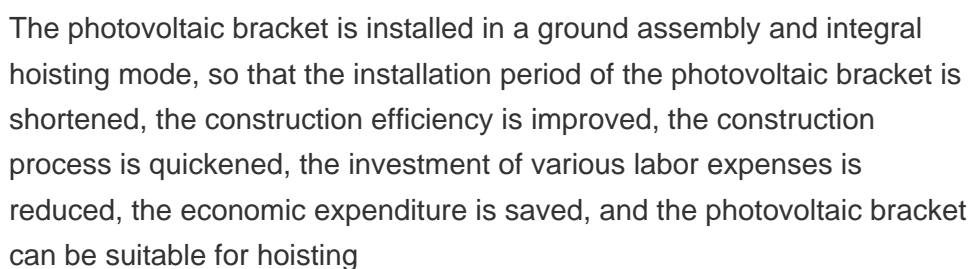 The photovoltaic bracket is installed in a ground assembly and integral
hoisting mode, so that the installation period of the photovoltaic bracket is
shortened, the construction efficiency is improved, the construction
process is quickened, the investment of various labor expenses is
reduced, the economic expenditure is saved, and the photovoltaic bracket
can be suitable for hoisting